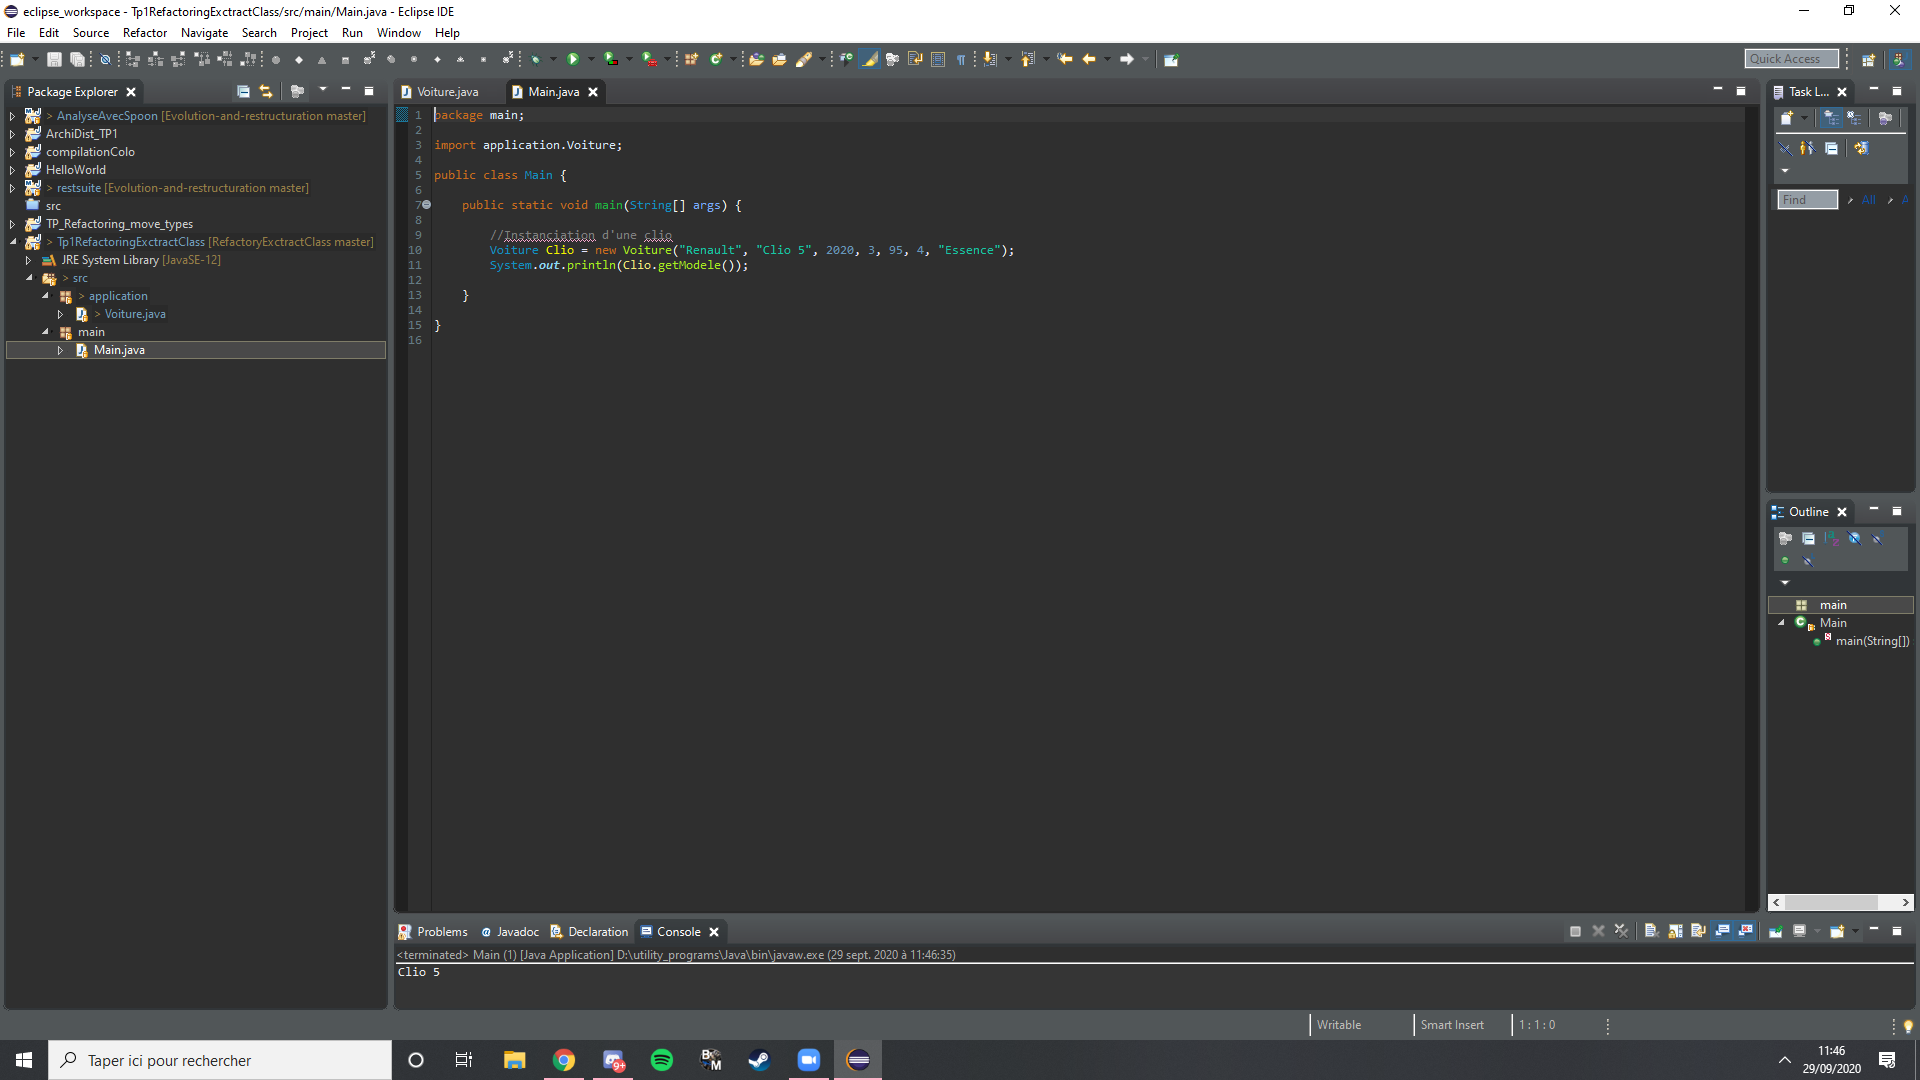 eclipse_workspace - Tp1RefactoringExctractClass/src/main/Main.java - Eclipse IDE
File Edit Source Refactor Navigate Search Project Run Window Help
Quick Access
Package Explorer
> AnalyseAvecSpoon [Evolution-and-restructuration master]
ArchiDist_TP1
compilationColo
HelloWorld
> restsuite [Evolution-and-restructuration master]
src
TP_Refactoring_move_types
> Tp1RefactoringExctractClass [RefactoryExctractClass master]
JRE System Library [JavaSE-12]
> src
> application
> Voiture.java
main
Main.java
Voiture.java
Main.java
1 package main;
2
3 import application.Voiture;
4
5 public class Main {
6
7 public static void main(String[] args) {
8
9 //Instanciation d'une clio
10 Voiture Clio = new Voiture("Renault", "Clio 5", 2020, 3, 95, 4, "Essence");
11 System.out.println(Clio.getModele());
12
13 }
14
15 }
16
Task L...
Find All A
Outline
main
Main
main(String[])
Problems
@ Javadoc
Declaration
Console
<terminated> Main (1) [Java Application] D:\utility_programs\Java\bin\javaw.exe (29 sept. 2020 à 11:46:35)
Clio 5
Writable
Smart Insert
1 : 1 : 0
Taper ici pour rechercher
9+
11:46
29/09/2020